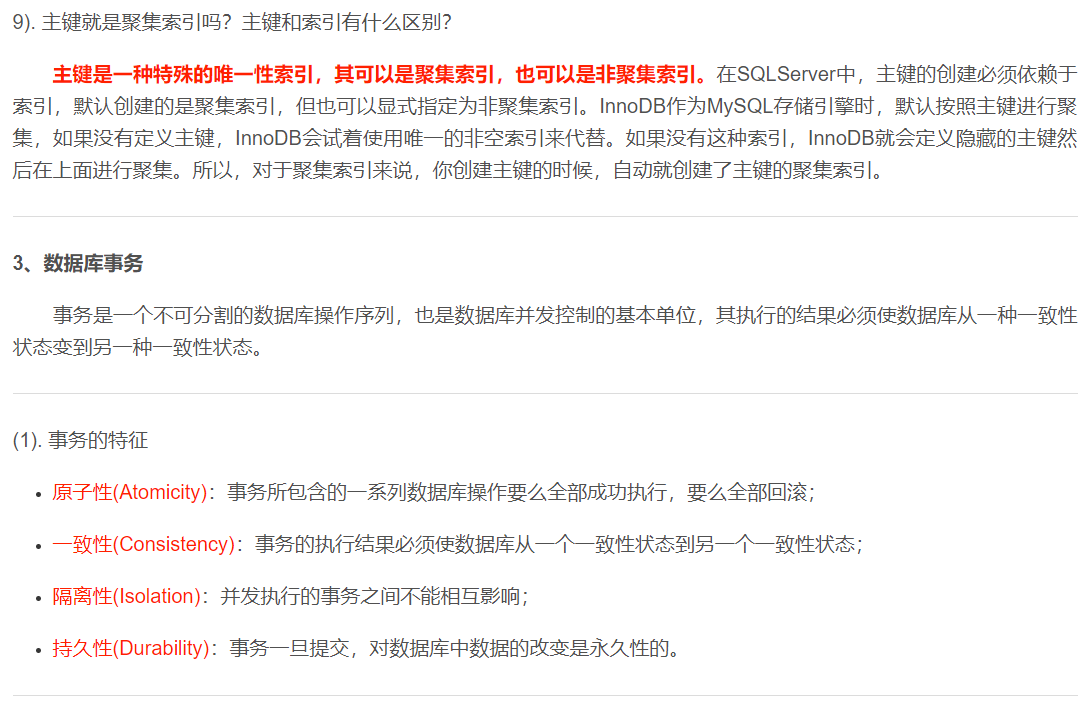 9). 主键就是聚集索引吗？主键和索引有什么区别？
主键是一种特殊的唯一性索引，其可以是聚集索引，也可以是非聚集索引。在SQLServer中，主键的创建必须依赖于
索引，默认创建的是聚集索引，但也可以显式指定为非聚集索引。InnoDB作为MySQL存储引擎时，默认按照主键进行聚
集，如果没有定义主键，InnoDB会试着使用唯一的非空索引来代替。如果没有这种索引，InnoDB就会定义隐藏的主键然
后在上面进行聚集。所以，对于聚集索引来说，你创建主键的时候，自动就创建了主键的聚集索引。
3、数据库事务
事务是一个不可分割的数据库操作序列，也是数据库并发控制的基本单位，其执行的结果必须使数据库从一种一致性
状态变到另一种一致性状态。
(1). 事务的特征
• 原子性(Atomicity)：事务所包含的一系列数据库操作要么全部成功执行，要么全部回滚；
• 一致性(Consistency)：事务的执行结果必须使数据库从一个一致性状态到另一个一致性状态；
• 隔离性(Isolation)：并发执行的事务之间不能相互影响；
• 持久性(Durability)：事务一旦提交，对数据库中数据的改变是永久性的。